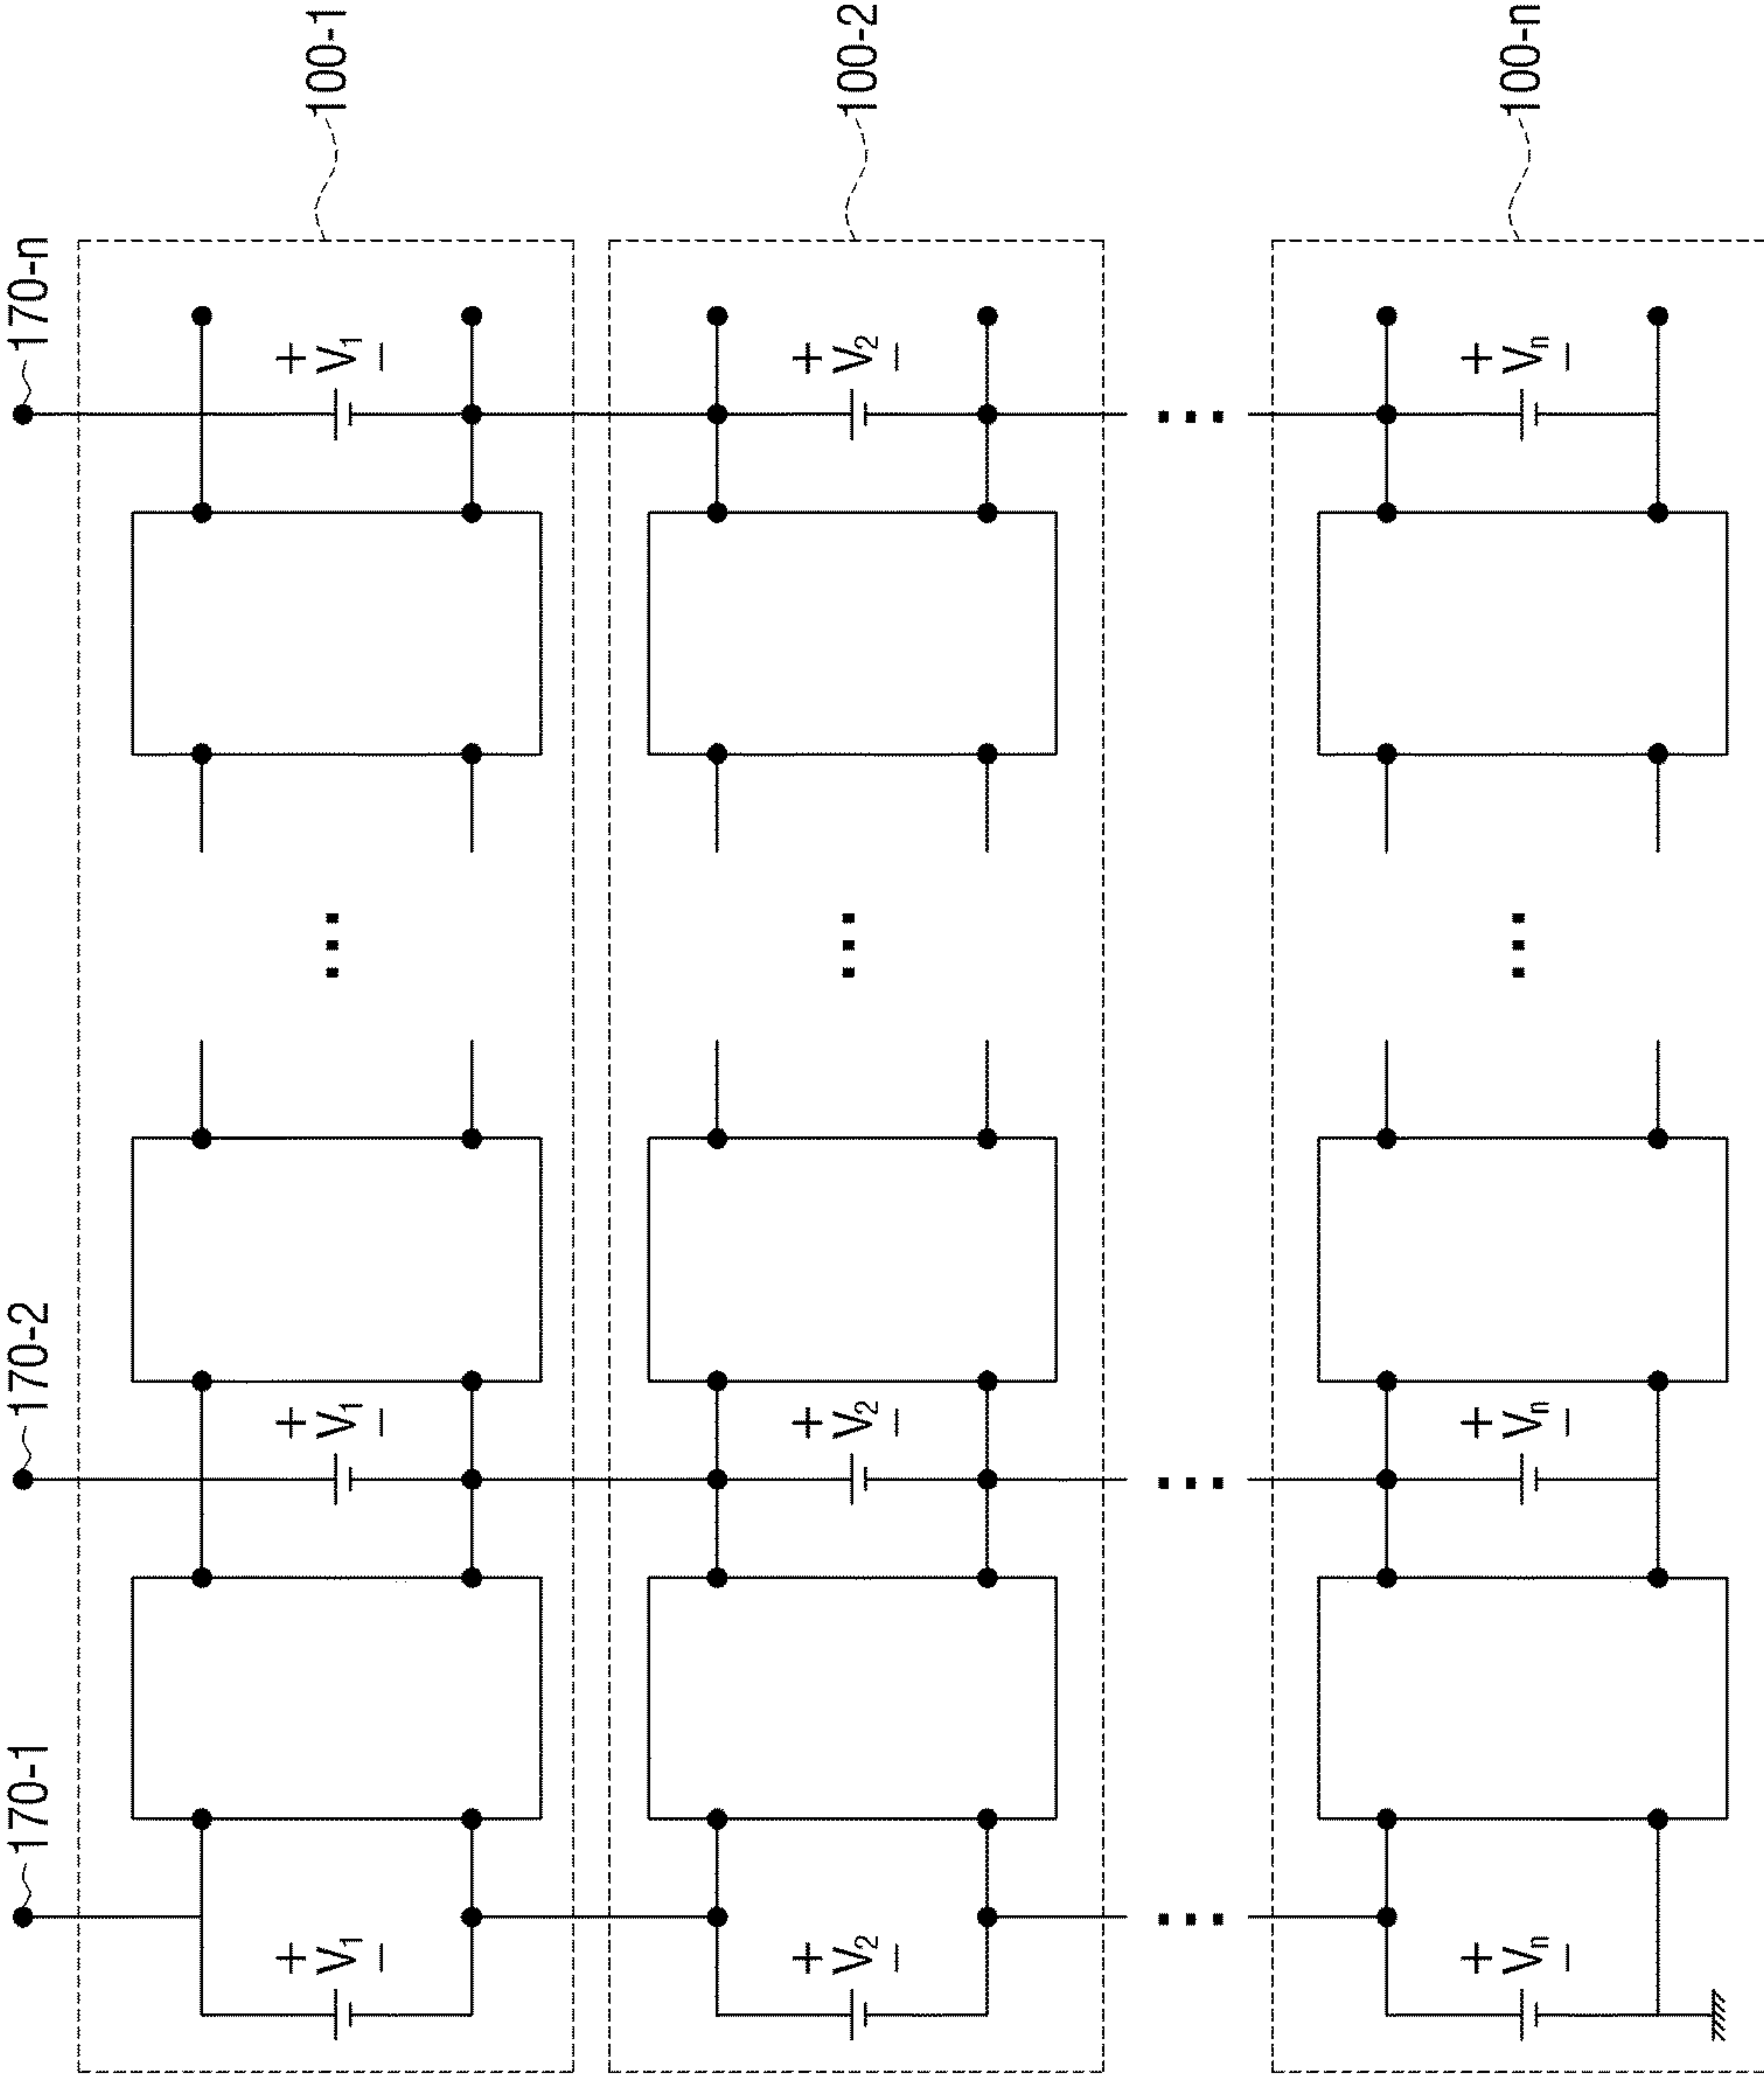 170-1
170-2
170-n
100-1
+
V1
−
+
V1
−
+
V1
−
100-2
+
V2
−
+
V2
−
+
V2
−
...
...
...
...
...
100-n
+
Vn
−
+
Vn
−
+
Vn
−
...